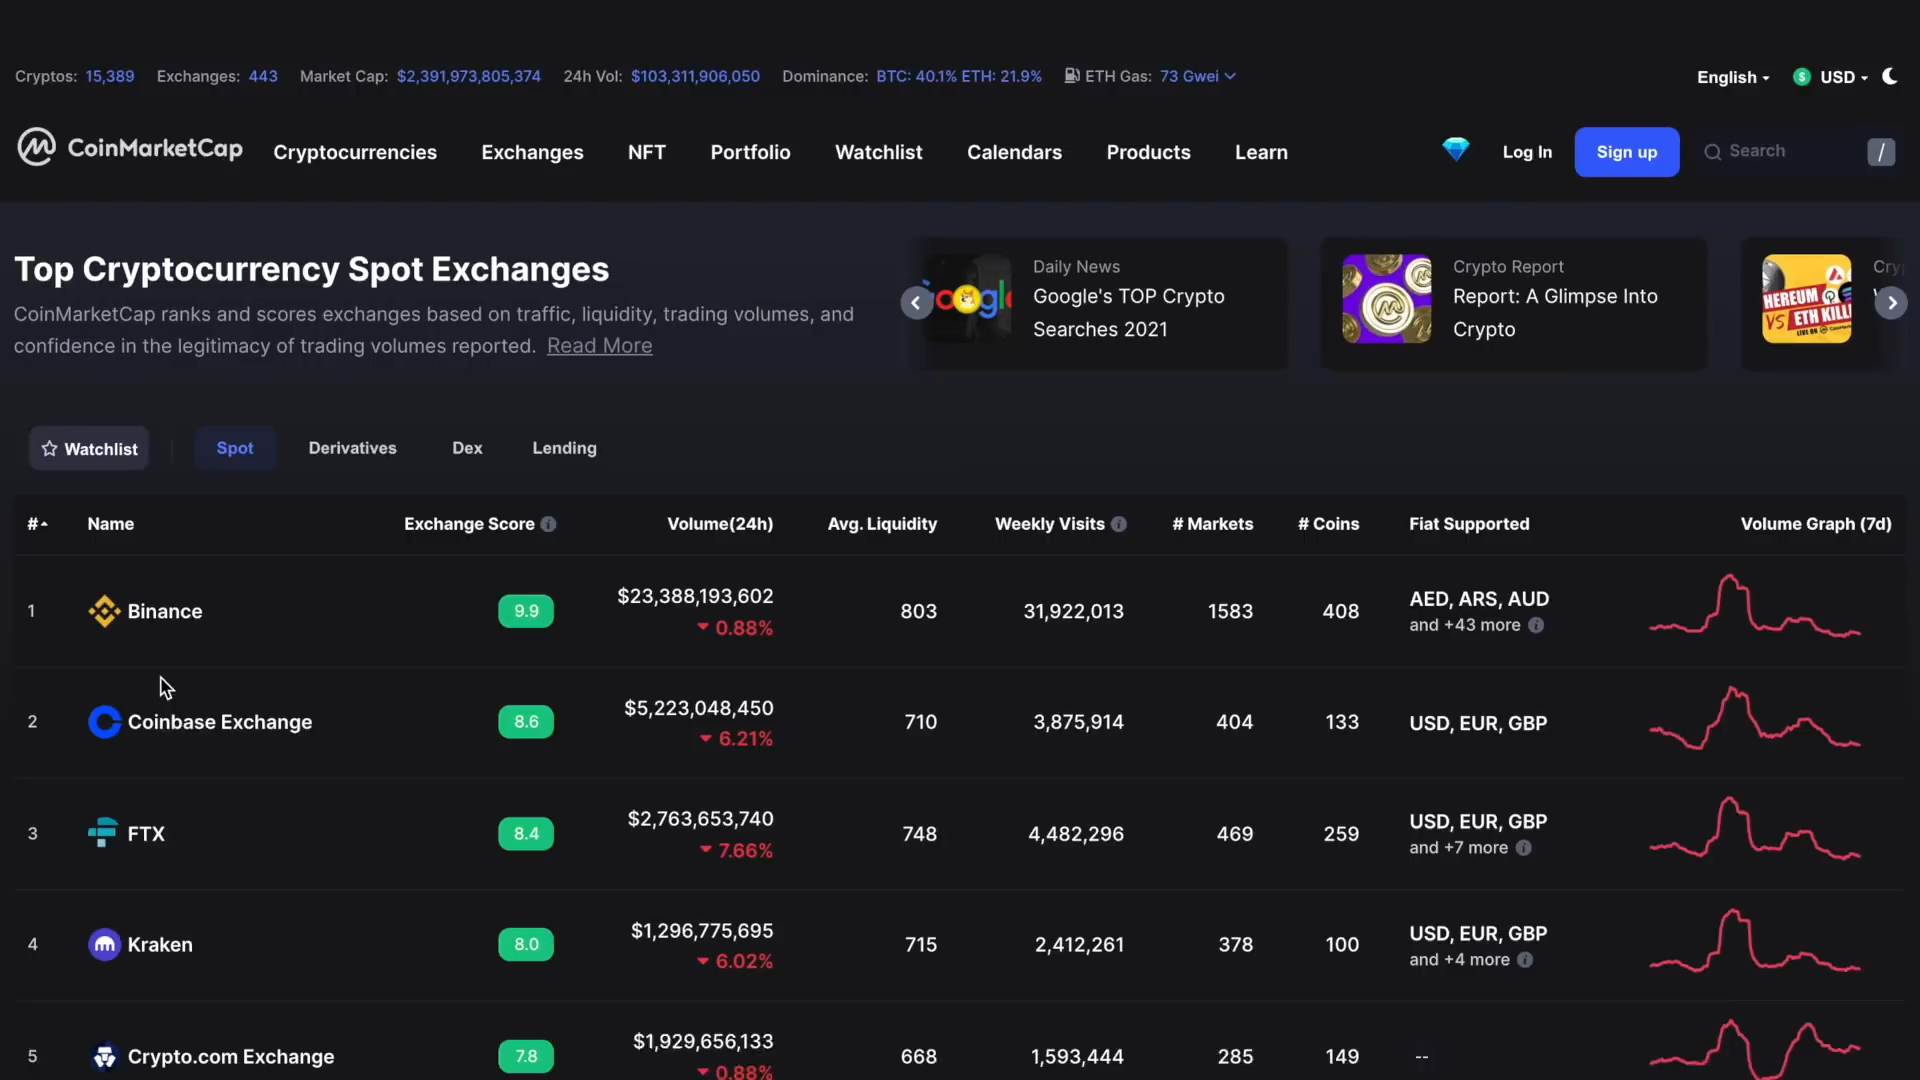 Cryptos: 15,389 Exchanges: 443 Market Cap: $2,391,973,805,374 24h Vol: $103,311,906,050 Dominance: BTC: 40.1% ETH: 21.9% ETH Gas: 73 Gwei English USD
CoinMarketCap Cryptocurrencies Exchanges NFT Portfolio Watchlist Calendars Products Learn Log In Sign up Search /
Top Cryptocurrency Spot Exchanges
CoinMarketCap ranks and scores exchanges based on traffic, liquidity, trading volumes, and
confidence in the legitimacy of trading volumes reported. Read More
Daily News
Google's TOP Crypto
Searches 2021
Crypto Report
Report: A Glimpse Into
Crypto
HEREUM
VS ETH KILL
LIVE ON
Cry
Watchlist Spot Derivatives Dex Lending
# Name Exchange Score Volume(24h) Avg. Liquidity Weekly Visits # Markets # Coins Fiat Supported Volume Graph (7d)
1 Binance 9.9 $23,388,193,602 803 31,922,013 1583 408 AED, ARS, AUD
0.88% and +43 more
2 Coinbase Exchange 8.6 $5,223,048,450 710 3,875,914 404 133 USD, EUR, GBP
6.21%
3 FTX 8.4 $2,763,653,740 748 4,482,296 469 259 USD, EUR, GBP
7.66% and +7 more
4 Kraken 8.0 $1,296,775,695 715 2,412,261 378 100 USD, EUR, GBP
6.02% and +4 more
5 Crypto.com Exchange 7.8 $1,929,656,133 668 1,593,444 285 149 --
0.88%